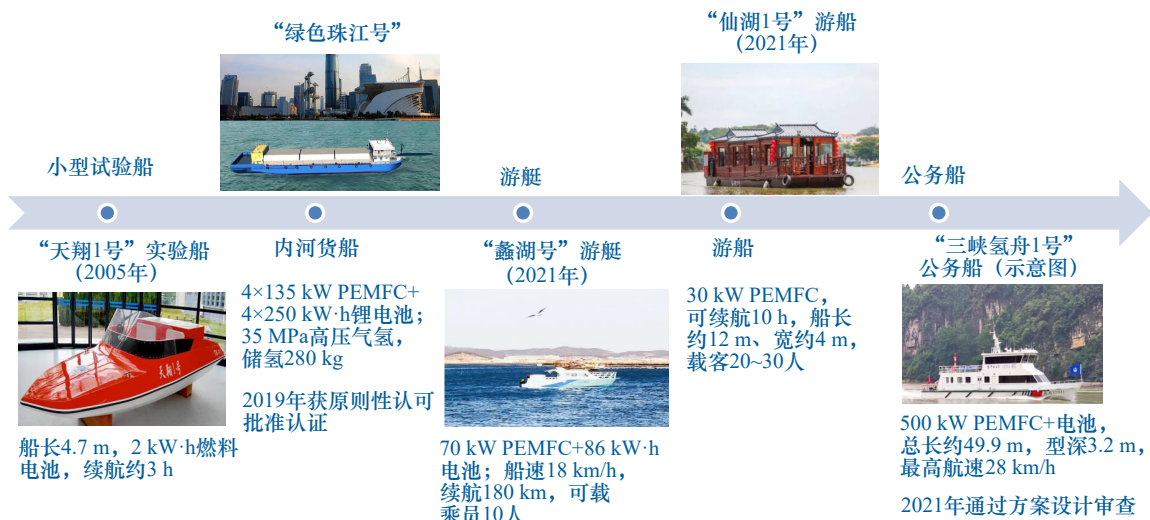 小型试验船
“天翔1号”实验船
(2005年)
天翔1号
船长4.7 m，2 kW·h燃料
电池，续航约3 h
“绿色珠江号”
内河货船
4×135 kW PEMFC+
4×250 kW·h锂电池；
35 MPa高压气氢，
储氢280 kg
2019年获原则性认可
批准认证
游艇
“蠡湖号”游艇
(2021年)
70 kW PEMFC+86 kW·h
电池；船速18 km/h，
续航180 km，可载
乘员10人
“仙湖1号”游船
(2021年)
游船
30 kW PEMFC，
可续航10 h，船长
约12 m、宽约4 m，
载客20~30人
公务船
“三峡氢舟1号”
公务船（示意图）
500 kW PEMFC+电池，
总长约49.9 m，型深3.2 m，
最高航速28 km/h
2021年通过方案设计审查